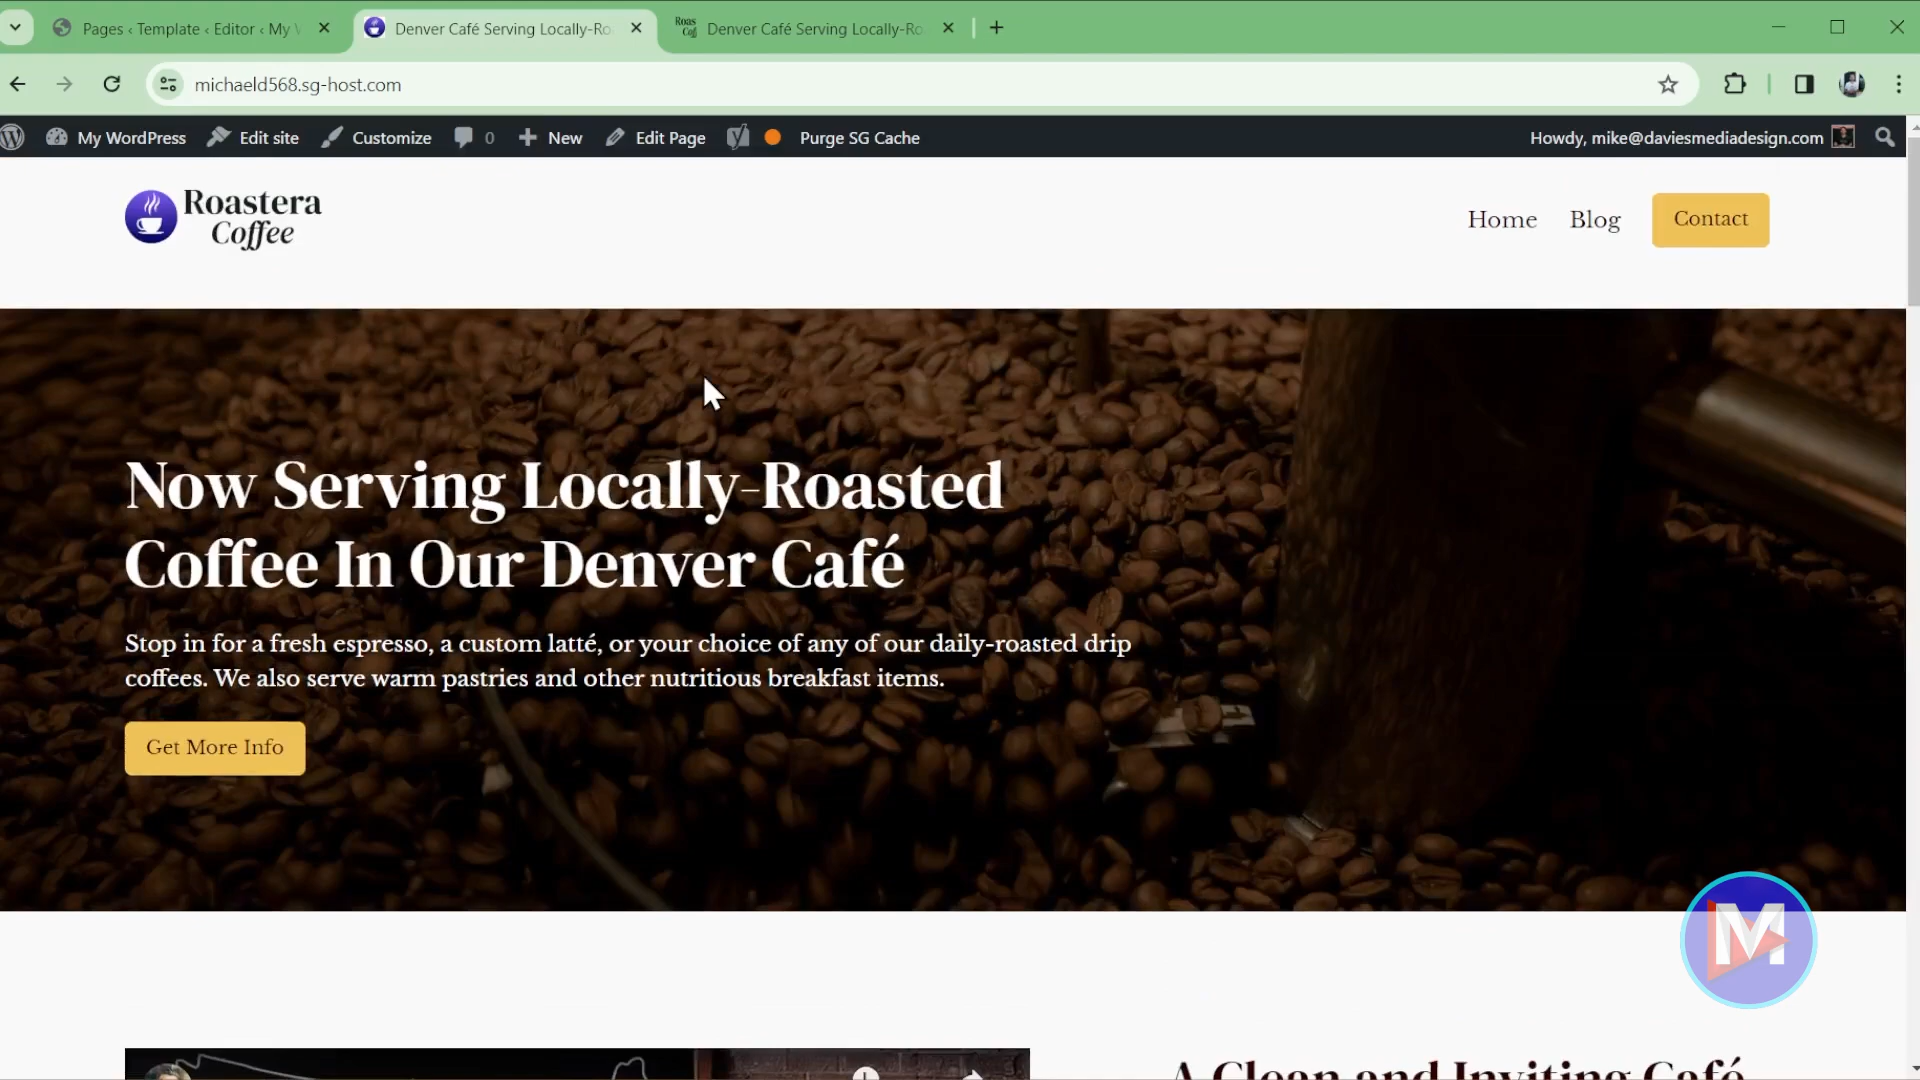 Pages ‹ Template ‹ Editor ‹ My
Denver Café Serving Locally-Ro
Denver Café Serving Locally-Ro
michaeld568.sg-host.com
My WordPress
Edit site
Customize
0
New
Edit Page
Purge SG Cache
Howdy, mike@daviesmediadesign.com
Roastera
Coffee
Home
Blog
Contact
Now Serving Locally-Roasted
Coffee In Our Denver Café
Stop in for a fresh espresso, a custom latté, or your choice of any of our daily-roasted drip
coffees. We also serve warm pastries and other nutritious breakfast items.
Get More Info
M
A Clean and Inviting Café